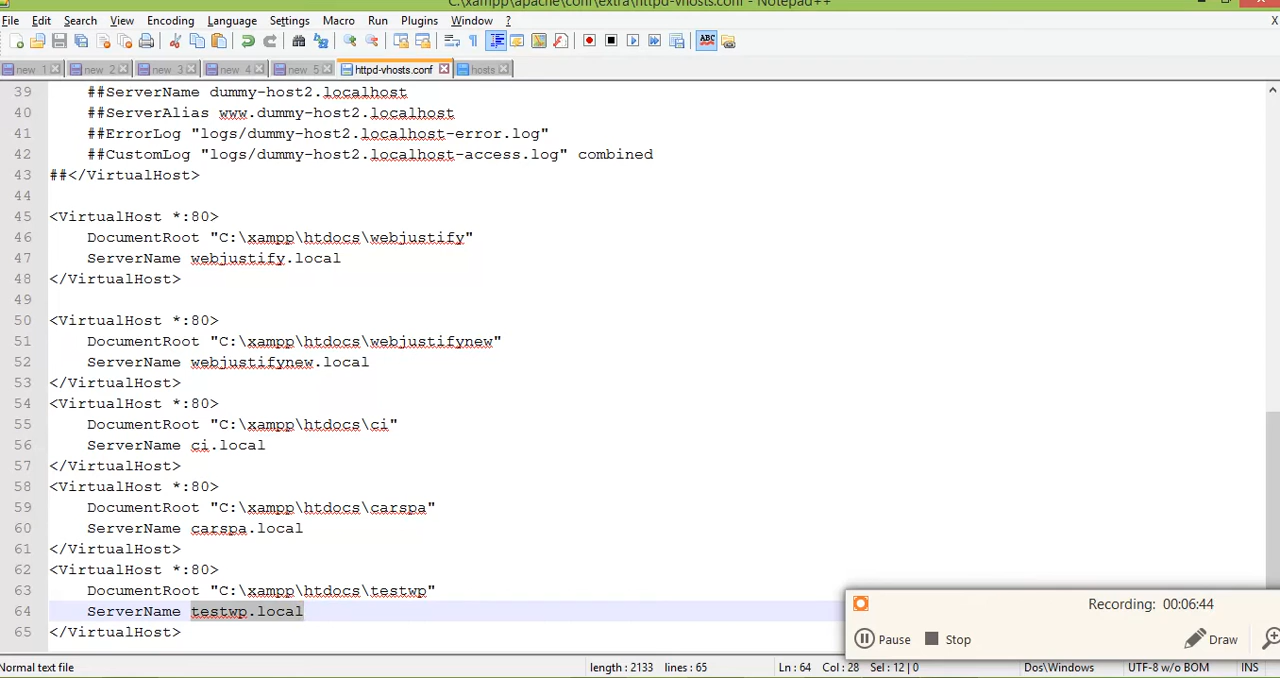 C:\xampp\apache\conf\extra\httpd-vhosts.conf - Notepad++
File Edit Search View Encoding Language Settings Macro Run Plugins Window ? X
new 1 new 2 new 3 new 4 new 5 httpd-vhosts.conf hosts
39 ##ServerName dummy-host2.localhost
40 ##ServerAlias www.dummy-host2.localhost
41 ##ErrorLog "logs/dummy-host2.localhost-error.log"
42 ##CustomLog "logs/dummy-host2.localhost-access.log" combined
43 ##</VirtualHost>
44
45 <VirtualHost *:80>
46 DocumentRoot "C:\xampp\htdocs\webjustify"
47 ServerName webjustify.local
48 </VirtualHost>
49
50 <VirtualHost *:80>
51 DocumentRoot "C:\xampp\htdocs\webjustifynew"
52 ServerName webjustifynew.local
53 </VirtualHost>
54 <VirtualHost *:80>
55 DocumentRoot "C:\xampp\htdocs\ci"
56 ServerName ci.local
57 </VirtualHost>
58 <VirtualHost *:80>
59 DocumentRoot "C:\xampp\htdocs\carspa"
60 ServerName carspa.local
61 </VirtualHost>
62 <VirtualHost *:80>
63 DocumentRoot "C:\xampp\htdocs\testwp"
64 ServerName testwp.local
65 </VirtualHost>
Recording: 00:06:44
Pause Stop Draw
Normal text file length : 2133 lines : 65 Ln : 64 Col : 28 Sel : 12 | 0 Dos\Windows UTF-8 w/o BOM INS